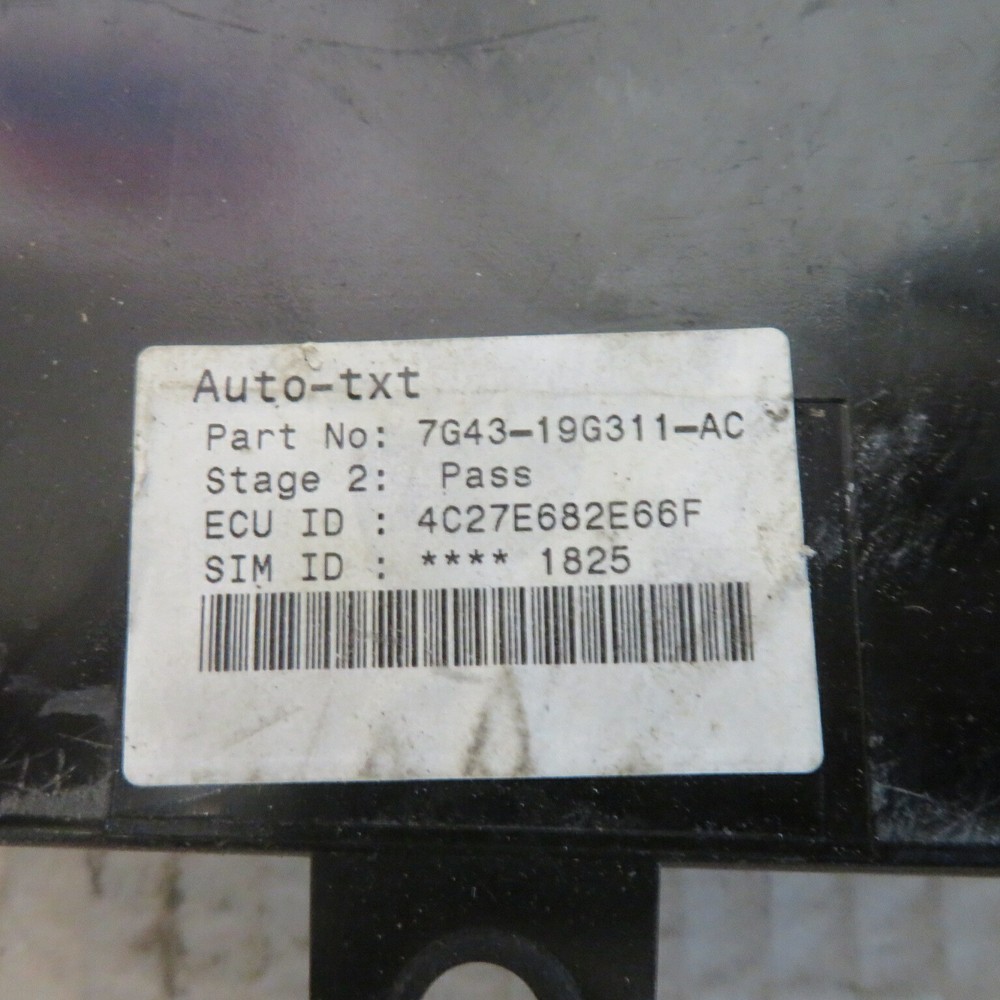 Auto-txt
Part No: 7G43-19G311-AC
Stage 2: Pass
ECU ID : 4C27E682E66F
SIM ID : **** 1825